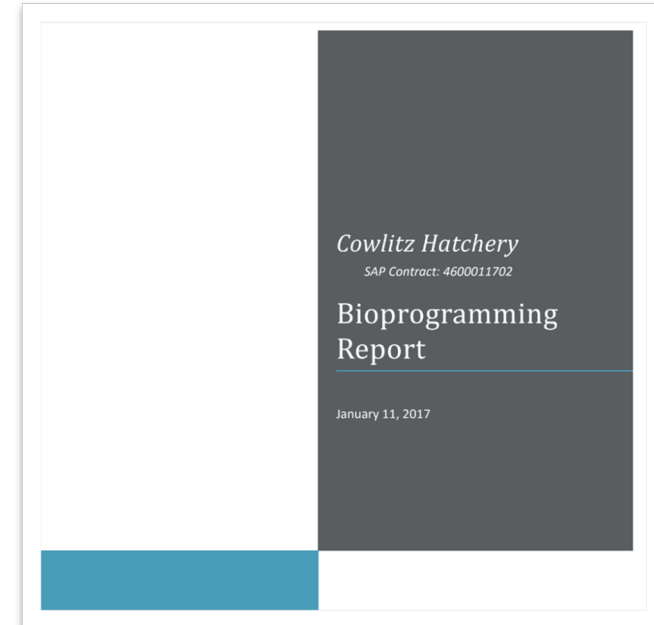 Cowlitz Hatchery
SAP Contract: 4600011702
Bioprogramming
Report
January 11, 2017